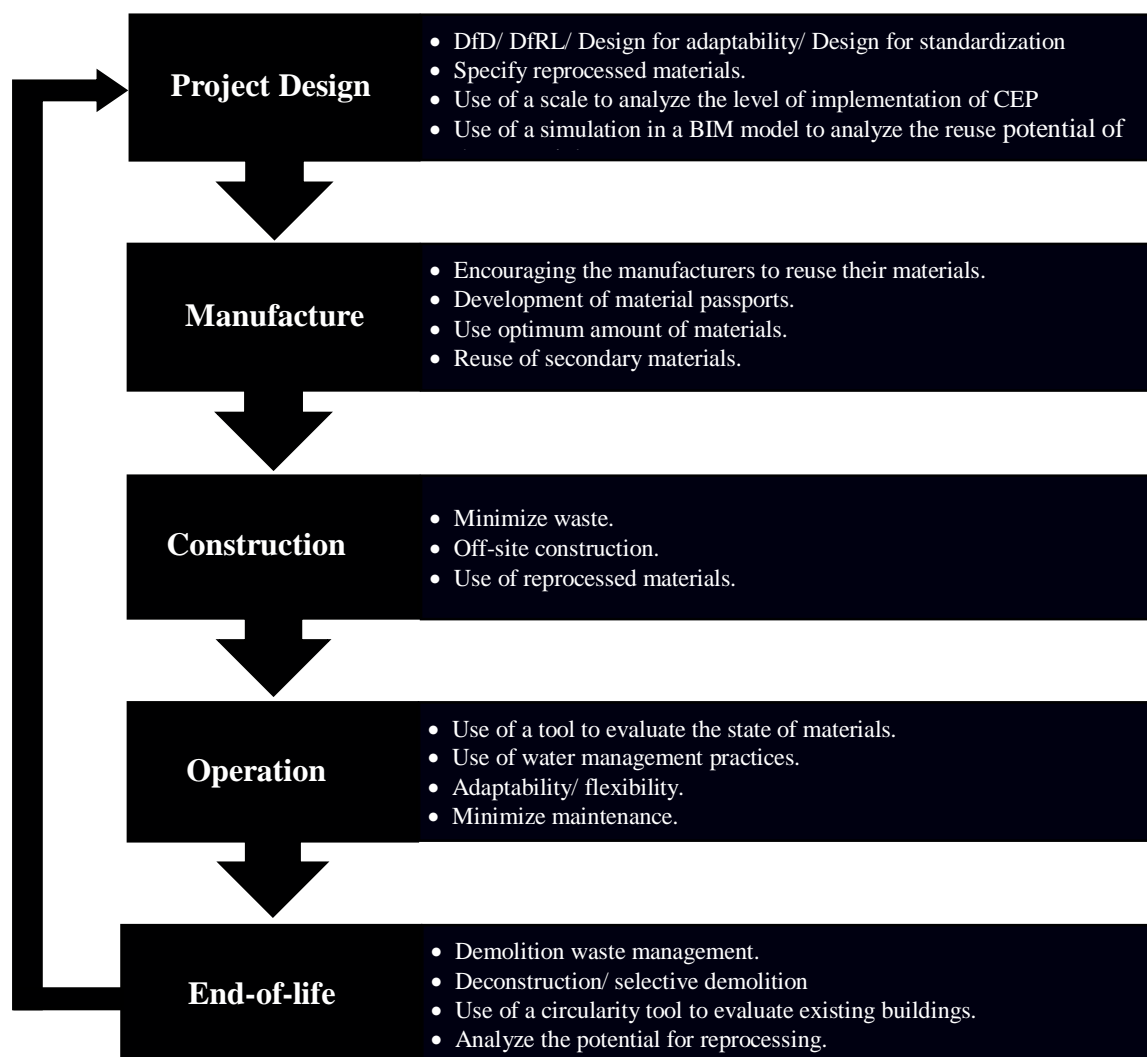 Project Design
• DfD/ DfRL/ Design for adaptability/ Design for standardization
• Specify reprocessed materials.
• Use of a scale to analyze the level of implementation of CEP
• Use of a simulation in a BIM model to analyze the reuse potential of
Manufacture
• Encouraging the manufacturers to reuse their materials.
• Development of material passports.
• Use optimum amount of materials.
• Reuse of secondary materials.
Construction
• Minimize waste.
• Off-site construction.
• Use of reprocessed materials.
Operation
• Use of a tool to evaluate the state of materials.
• Use of water management practices.
• Adaptability/ flexibility.
• Minimize maintenance.
End-of-life
• Demolition waste management.
• Deconstruction/ selective demolition
• Use of a circularity tool to evaluate existing buildings.
• Analyze the potential for reprocessing.